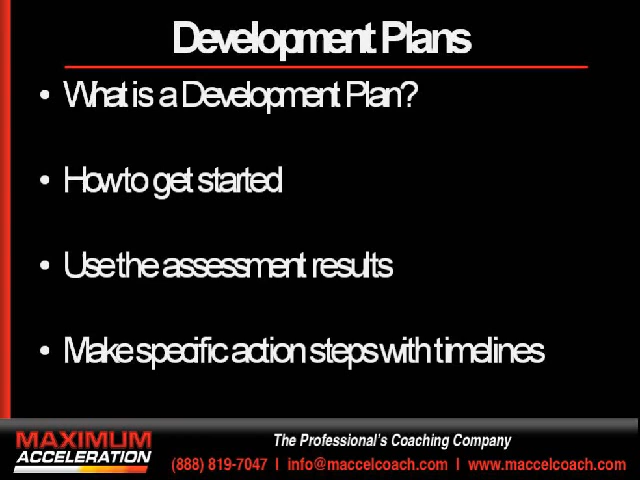 Development Plans
• What is a Development Plan?
• How to get started
• Use the assessment results
• Make specific action steps with timelines
The Professional's Coaching Company
MAXIMUM
ACCELERATION
(888) 819-7047 | info@maccelcoach.com | www.maccelcoach.com